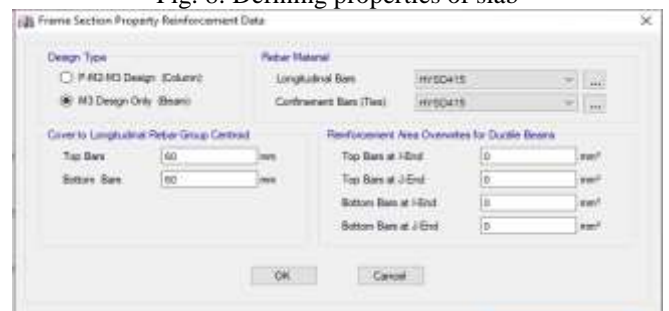 Fig. 6: Defining properties of slab
Frame Section Property Reinforcement Data
Design Type
P-M2-M3 Design (Column)
M3 Design Only (Beam)
Rebar Material
Longitudinal Bars HYSD415 ...
Confinement Bars (Ties) HYSD415 ...
Cover to Longitudinal Rebar Group Centroid
Top Bars 60 mm
Bottom Bars 60 mm
Reinforcement Area Overwrites for Ductile Beams
Top Bars at I-End 0 mm²
Top Bars at J-End 0 mm²
Bottom Bars at I-End 0 mm²
Bottom Bars at J-End 0 mm²
OK Cancel